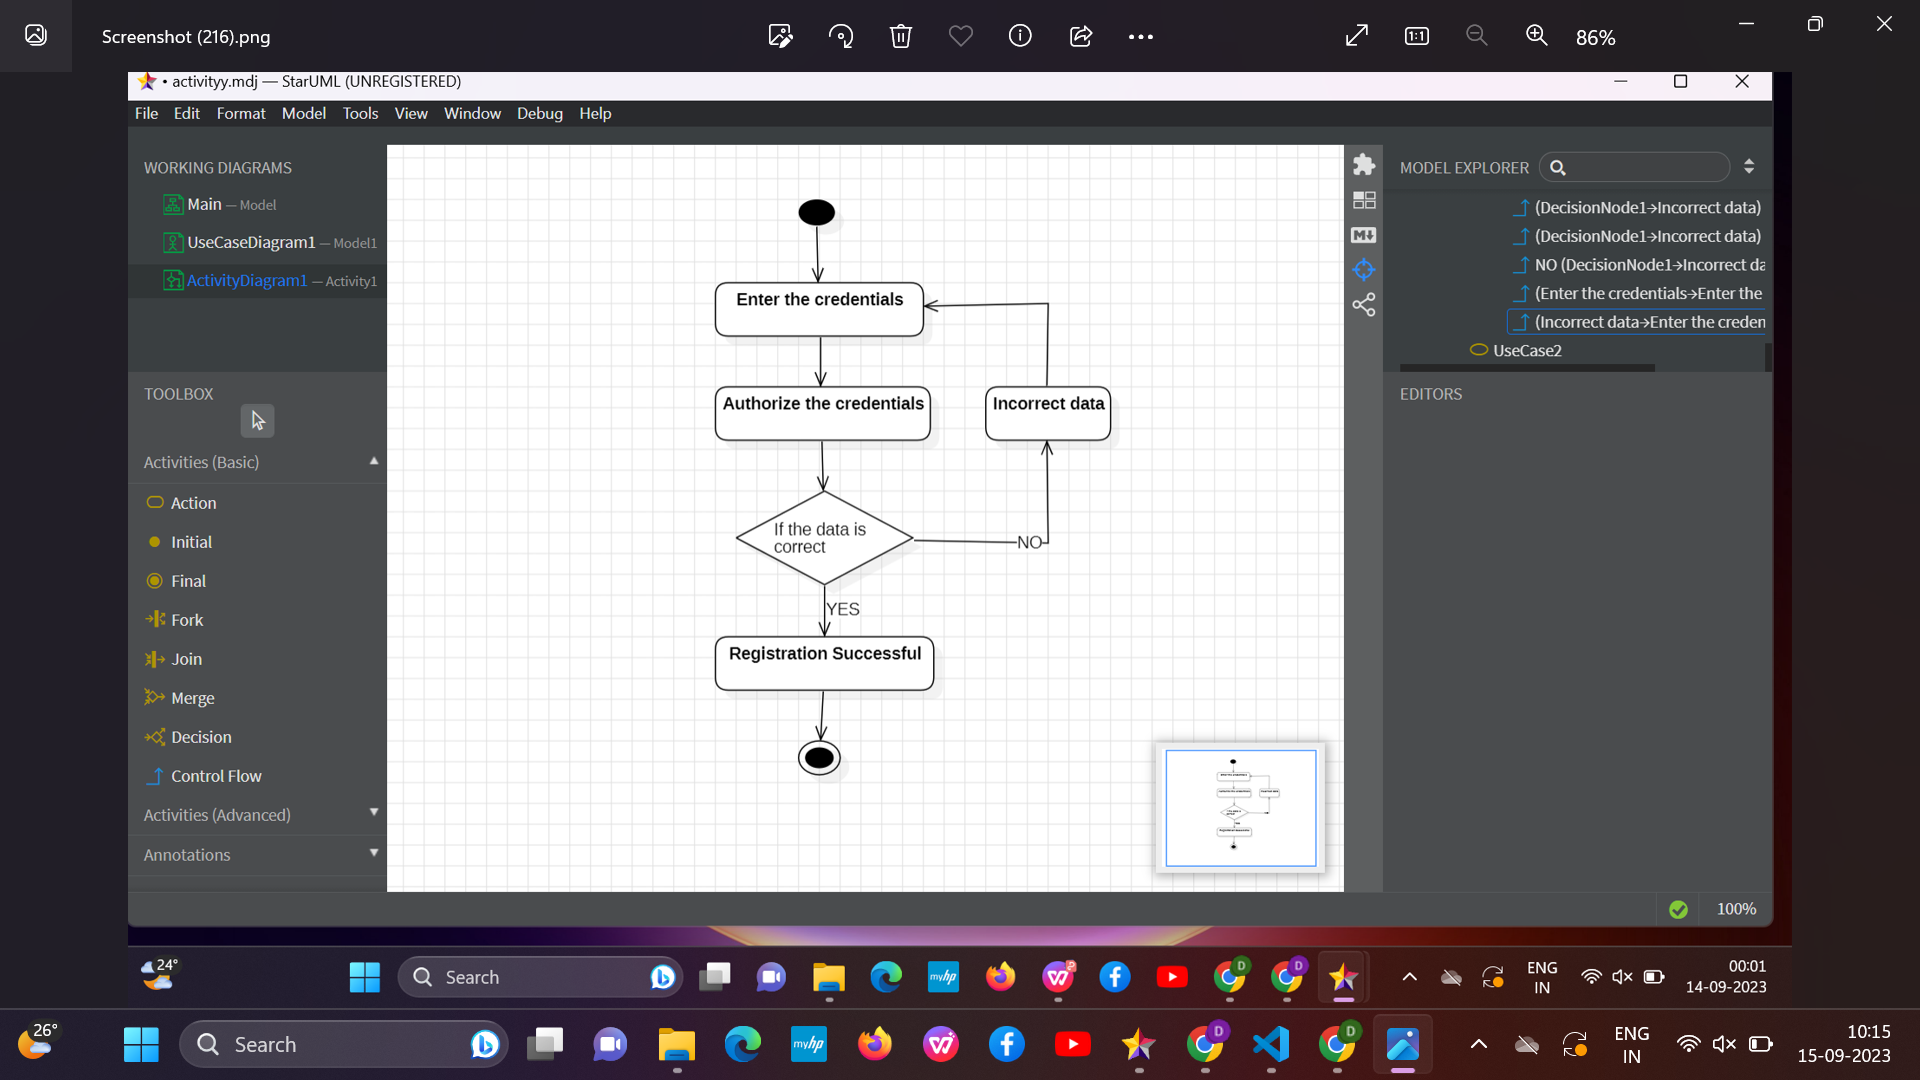 Screenshot (216).png
86%
• activityy.mdj — StarUML (UNREGISTERED)
File Edit Format Model Tools View Window Debug Help
WORKING DIAGRAMS
Main — Model
UseCaseDiagram1 — Model1
ActivityDiagram1 — Activity1
TOOLBOX
Activities (Basic)
Action
Initial
Final
Fork
Join
Merge
Decision
Control Flow
Activities (Advanced)
Annotations
Enter the credentials
Authorize the credentials
Incorrect data
If the data is
correct
NO
YES
Registration Successful
MODEL EXPLORER
(DecisionNode1→Incorrect data)
(DecisionNode1→Incorrect data)
NO (DecisionNode1→Incorrect da
(Enter the credentials→Enter the
(Incorrect data→Enter the creden
UseCase2
EDITORS
100%
24°
Search
ENG
IN
00:01
14-09-2023
26°
Search
ENG
IN
10:15
15-09-2023